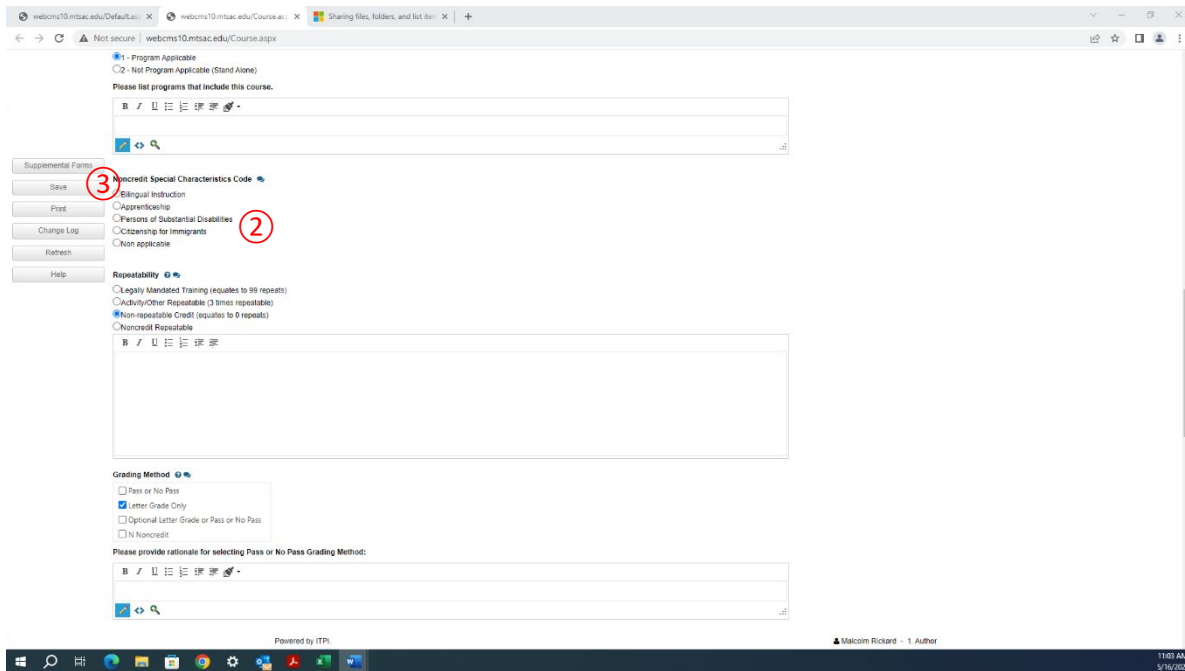 webcms10.mtsac.edu/Default.as
webcms10.mtsac.edu/Course.as
Sharing files, folders, and list iter
Not secure | webcms10.mtsac.edu/Course.aspx
1 - Program Applicable
2 - Not Program Applicable (Stand Alone)
Please list programs that include this course.
B I U
Supplemental Forms
Save
Print
Change Log
Refresh
Help
3
Noncredit Special Characteristics Code
Bilingual Instruction
Apprenticeship
Persons of Substantial Disabilities
Citizenship for Immigrants
Non applicable
2
Repeatability
Legally Mandated Training (equates to 99 repeats)
Activity/Other Repeatable (3 times repeatable)
Non-repeatable Credit (equates to 0 repeats)
Noncredit Repeatable
B I U
Grading Method
Pass or No Pass
Letter Grade Only
Optional Letter Grade or Pass or No Pass
N Noncredit
Please provide rationale for selecting Pass or No Pass Grading Method:
B I U
Powered by ITPI.
Malcolm Rickard - 1. Author
11:03 AM
5/16/202